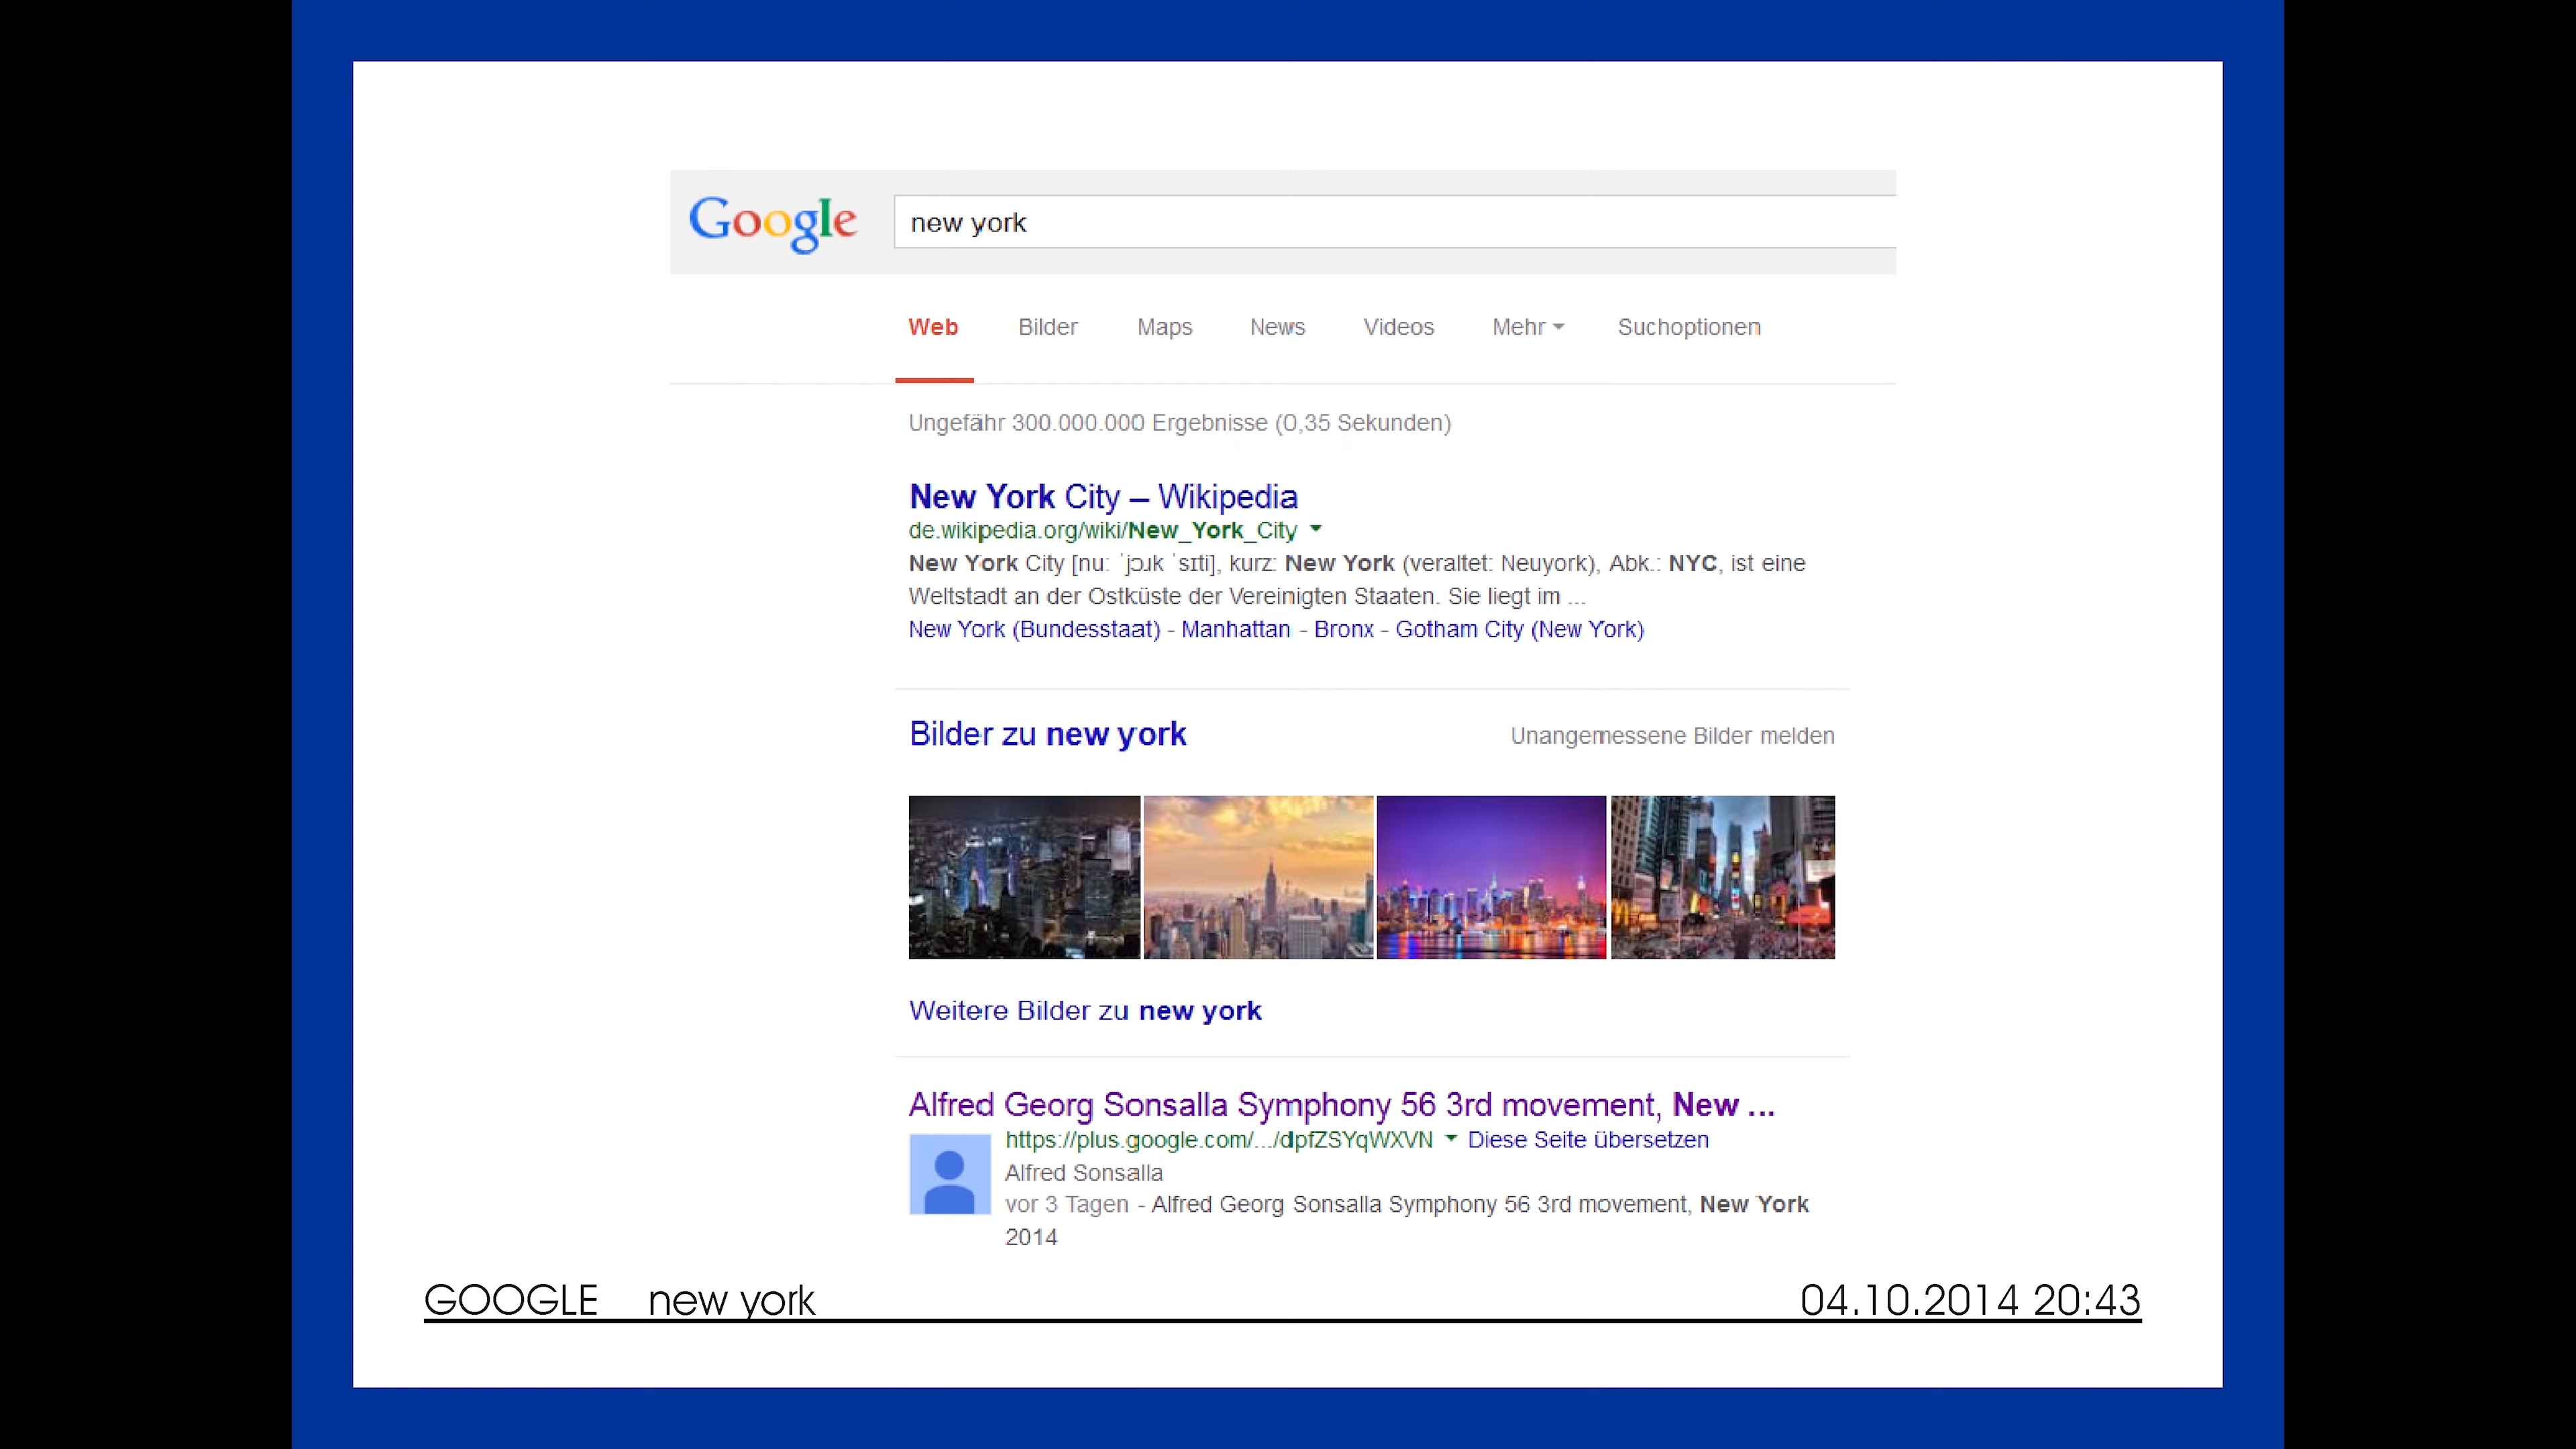 Google new york
Web Bilder Maps News Videos Mehr Suchoptionen
Ungefähr 300.000.000 Ergebnisse (0,35 Sekunden)
New York City – Wikipedia
de.wikipedia.org/wiki/New_York_City
New York City [nuː ˈjɔɹk ˈsɪti], kurz: New York (veraltet: Neuyork), Abk.: NYC, ist eine
Weltstadt an der Ostküste der Vereinigten Staaten. Sie liegt im ...
New York (Bundesstaat) - Manhattan - Bronx - Gotham City (New York)
Bilder zu new york Unangemessene Bilder melden
Weitere Bilder zu new york
Alfred Georg Sonsalla Symphony 56 3rd movement, New ...
https://plus.google.com/.../dpfZSYqWXVN Diese Seite übersetzen
Alfred Sonsalla
vor 3 Tagen - Alfred Georg Sonsalla Symphony 56 3rd movement, New York
2014
GOOGLE new york 04.10.2014 20:43